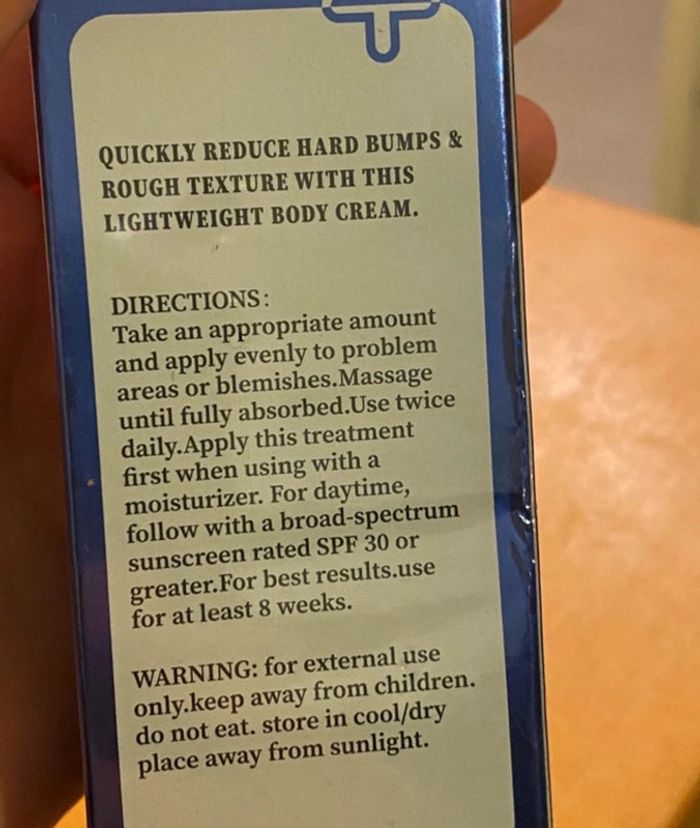 QUICKLY REDUCE HARD BUMPS &
ROUGH TEXTURE WITH THIS
LIGHTWEIGHT BODY CREAM.
DIRECTIONS:
Take an appropriate amount
and apply evenly to problem
areas or blemishes.Massage
until fully absorbed.Use twice
daily.Apply this treatment
first when using with a
moisturizer. For daytime,
follow with a broad-spectrum
sunscreen rated SPF 30 or
greater.For best results.use
for at least 8 weeks.
WARNING: for external use
only.keep away from children.
do not eat. store in cool/dry
place away from sunlight.